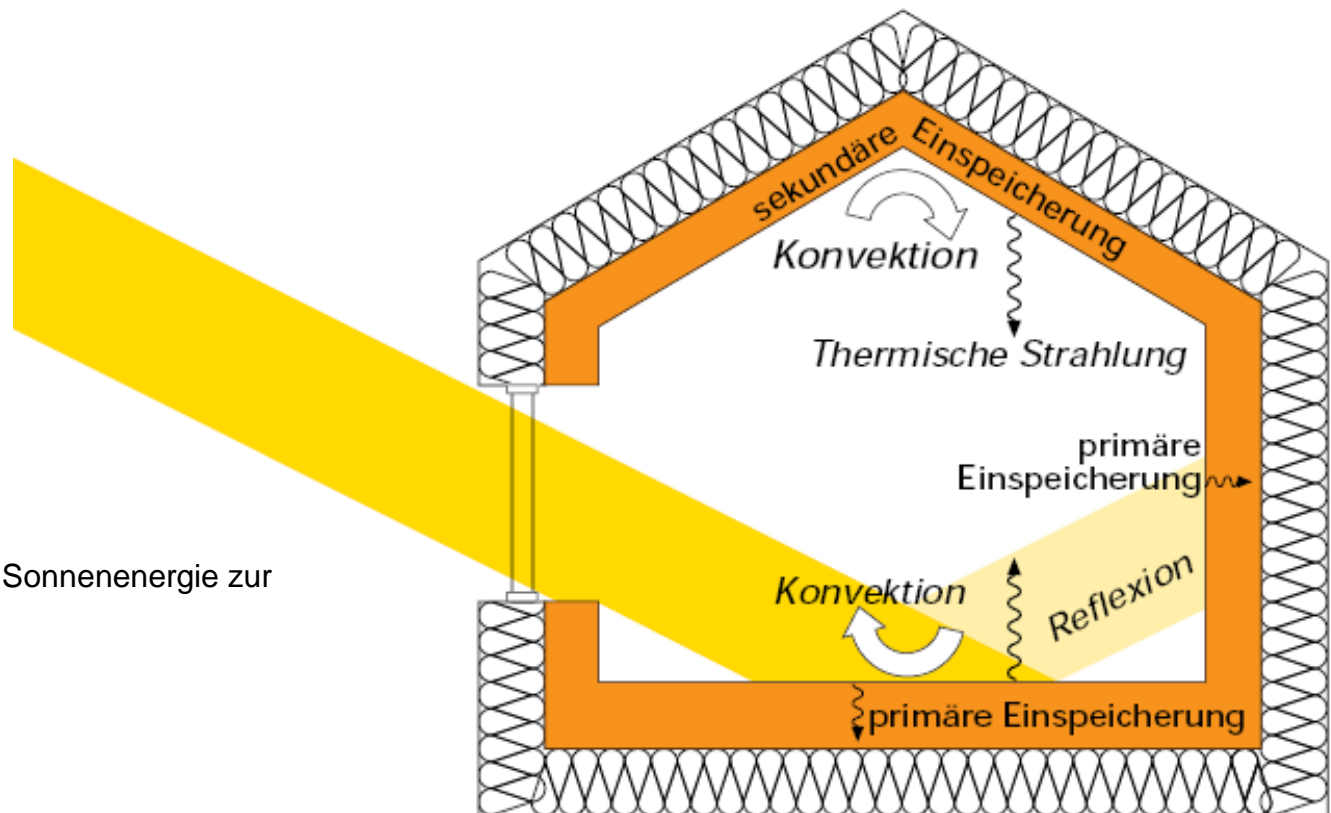 sekundäre Einspeicherung
Konvektion
Thermische Strahlung
primäre
Einspeicherung
Sonnenenergie zur
Konvektion
Reflexion
primäre Einspeicherung